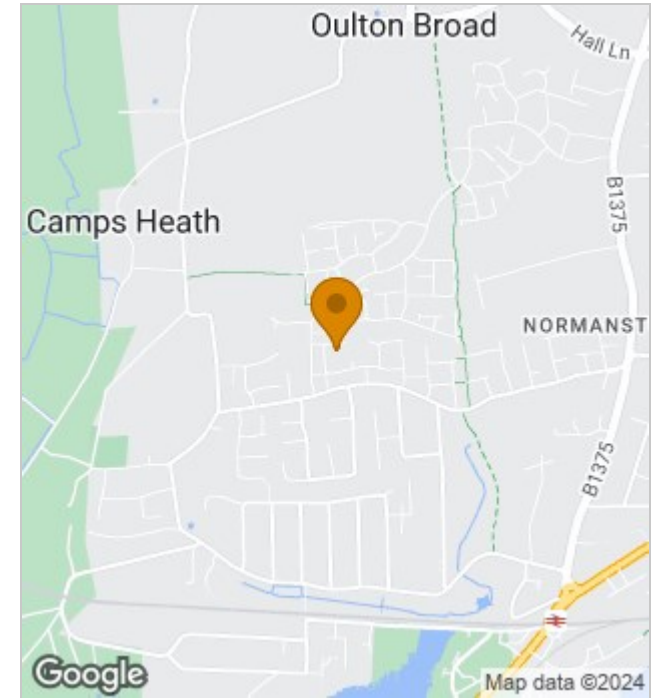 Oulton Broad
Hall Ln
B1375
Camps Heath
NORMANST
B1375
Google
Map data ©2024